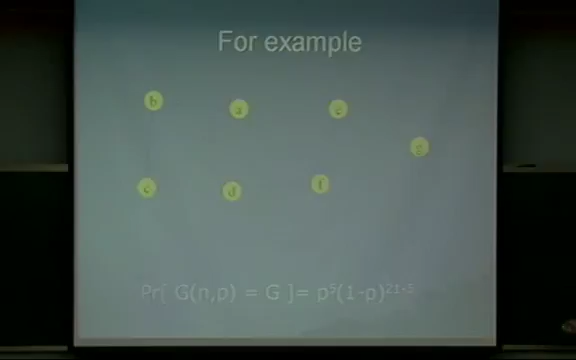 For example
b a e
g
c d f
Pr[ G(n,p) = G ]= p⁵(1-p)²¹⁻⁵